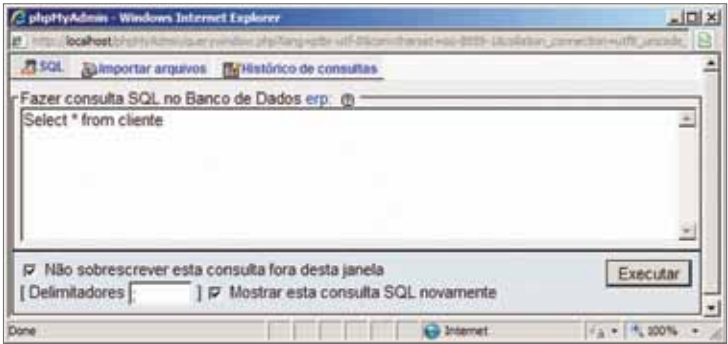 phpMyAdmin - Windows Internet Explorer
localhost
SQL Importar arquivos Histórico de consultas
Fazer consulta SQL no Banco de Dados erp:
Select * from cliente
Não sobrescrever esta consulta fora desta janela
Executar
[ Delimitadores ; ] Mostrar esta consulta SQL novamente
Done Internet 100%